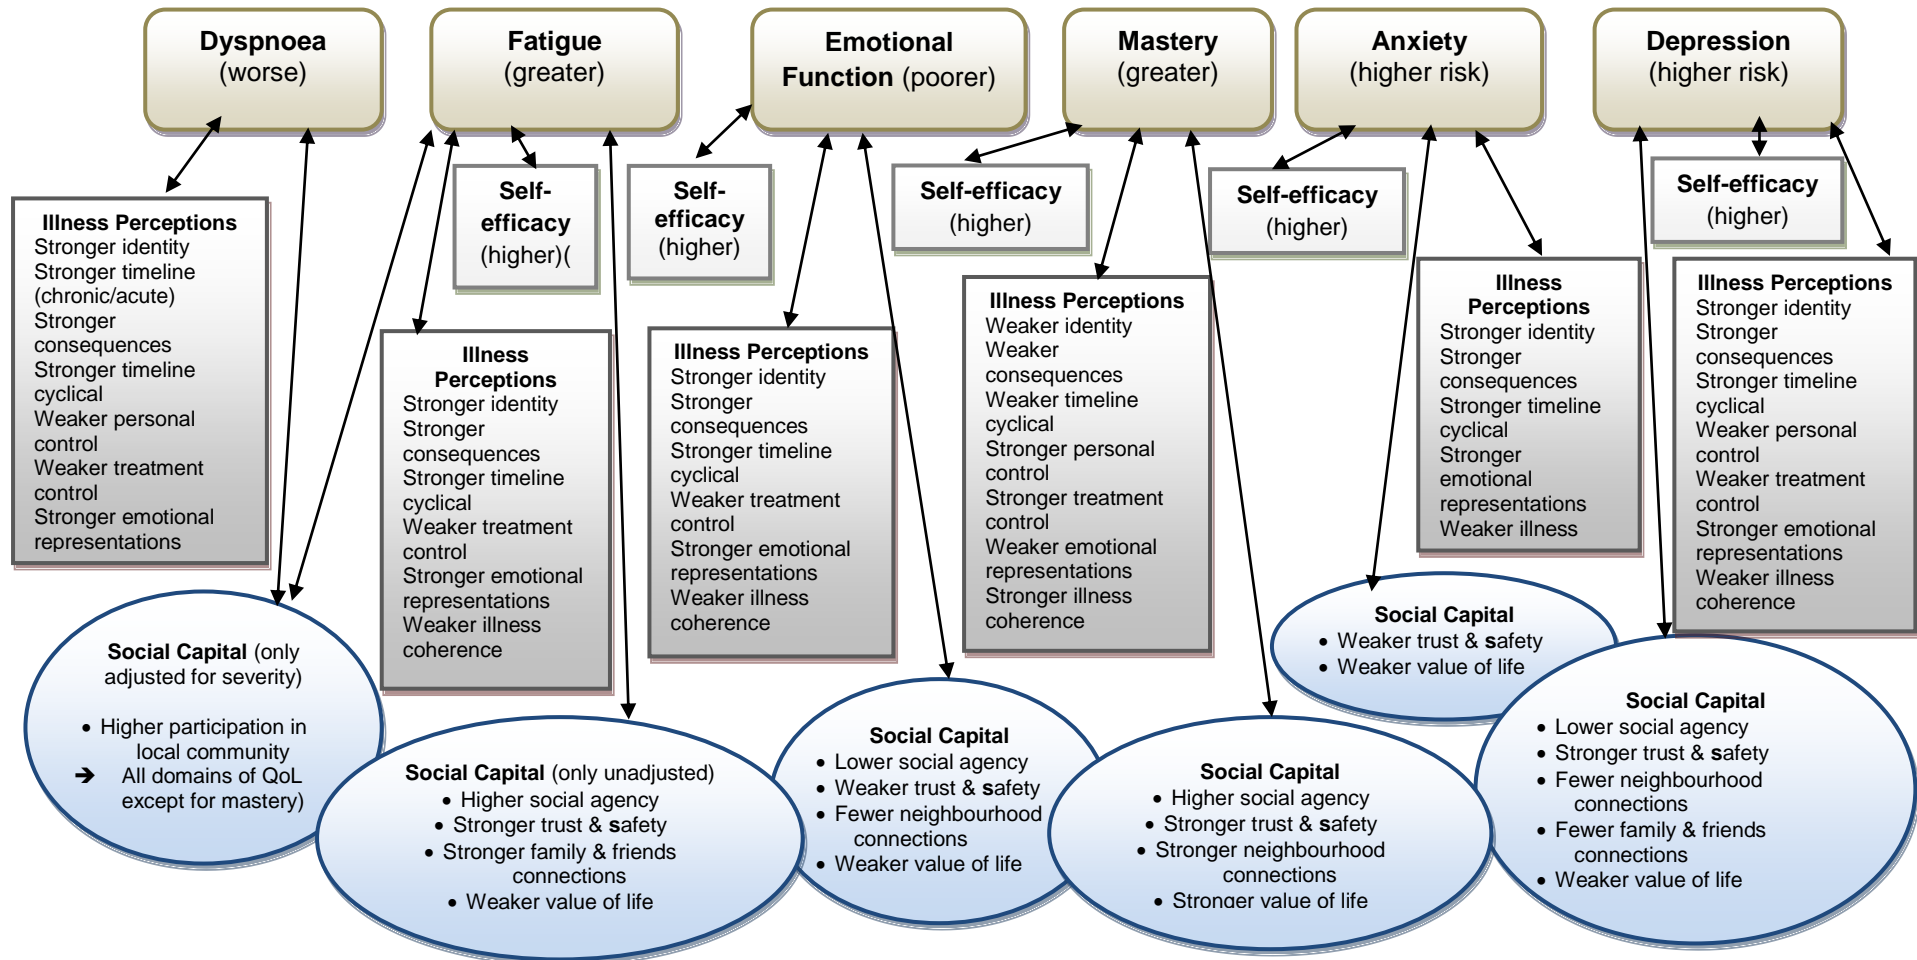 Dyspnoea
(worse)
Fatigue
(greater)
Emotional
Function (poorer)
Mastery
(greater)
Anxiety
(higher risk)
Depression
(higher risk)
Illness Perceptions
Stronger identity
Stronger timeline
(chronic/acute)
Stronger
consequences
Stronger timeline
cyclical
Weaker personal
control
Weaker treatment
control
Stronger emotional
representations
Self-
efficacy
(higher)(
Illness
Perceptions
Stronger identity
Stronger
consequences
Stronger timeline
cyclical
Weaker treatment
control
Stronger emotional
representations
Weaker illness
coherence
Self-
efficacy
(higher)
Illness Perceptions
Stronger identity
Stronger
consequences
Stronger timeline
cyclical
Weaker treatment
control
Stronger emotional
representations
Weaker illness
coherence
Self-efficacy
(higher)
Illness Perceptions
Weaker identity
Weaker
consequences
Weaker timeline
cyclical
Stronger personal
control
Stronger treatment
control
Weaker emotional
representations
Stronger illness
coherence
Self-efficacy
(higher)
Illness
Perceptions
Stronger identity
Stronger
consequences
Stronger timeline
cyclical
Stronger
emotional
representations
Weaker illness
Self-efficacy
(higher)
Illness Perceptions
Stronger identity
Stronger
consequences
Stronger timeline
cyclical
Weaker personal
control
Weaker treatment
control
Stronger emotional
representations
Weaker illness
coherence
Social Capital (only
adjusted for severity)
• Higher participation in
local community
➔ All domains of QoL
except for mastery)
Social Capital (only unadjusted)
• Higher social agency
• Stronger trust & safety
• Stronger family & friends
connections
• Weaker value of life
Social Capital
• Lower social agency
• Weaker trust & safety
• Fewer neighbourhood
connections
• Weaker value of life
Social Capital
• Higher social agency
• Stronger trust & safety
• Stronger neighbourhood
connections
• Stronger value of life
Social Capital
• Weaker trust & safety
• Weaker value of life
Social Capital
• Lower social agency
• Stronger trust & safety
• Fewer neighbourhood
connections
• Fewer family & friends
connections
• Weaker value of life